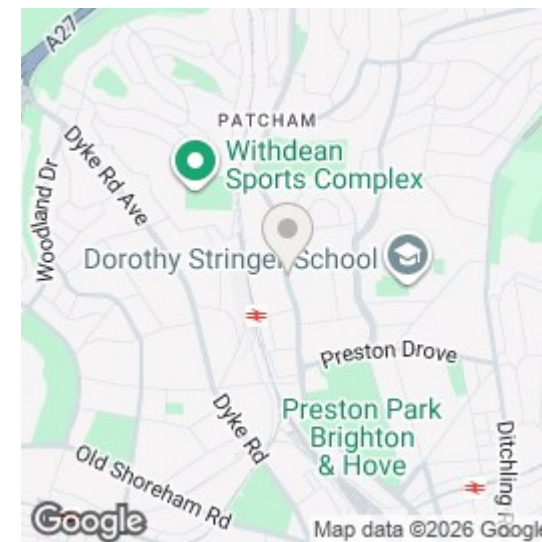 A27
PATCHAM
Withdean
Sports Complex
Dyke Rd Ave
Woodland Dr
Dorothy Stringer School
Preston Drove
Preston Park
Brighton
& Hove
Dyke Rd
Old Shoreham Rd
Ditchling R
Google
Map data ©2026 Google